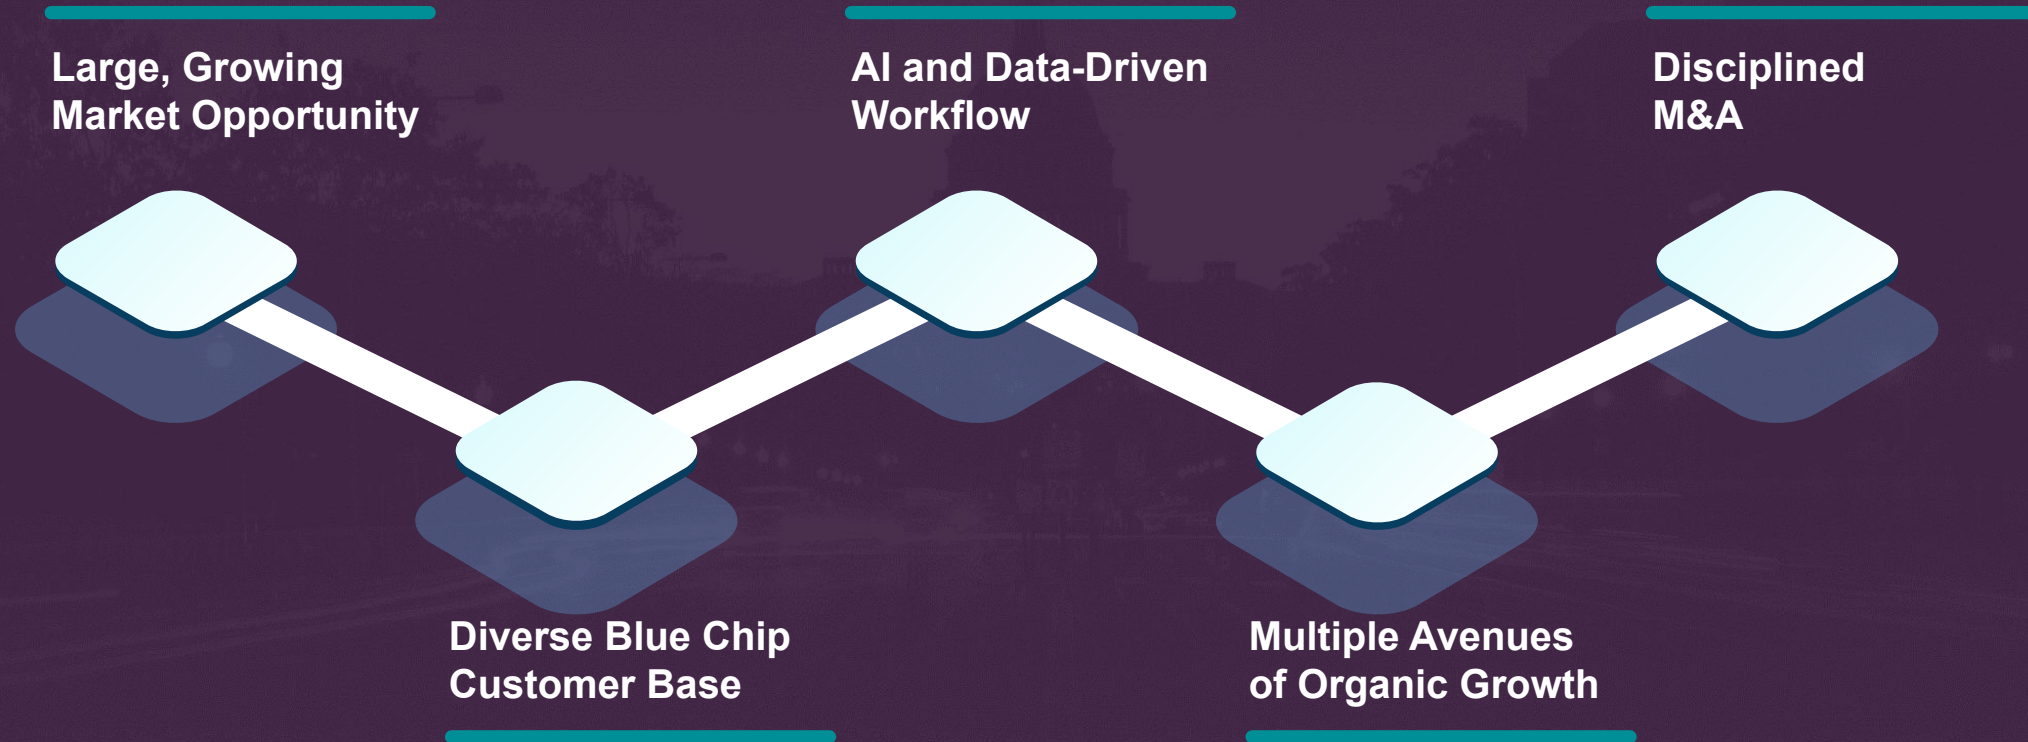 Large, Growing
Market Opportunity
Diverse Blue Chip
Customer Base
AI and Data-Driven
Workflow
Multiple Avenues
of Organic Growth
Disciplined
M&A